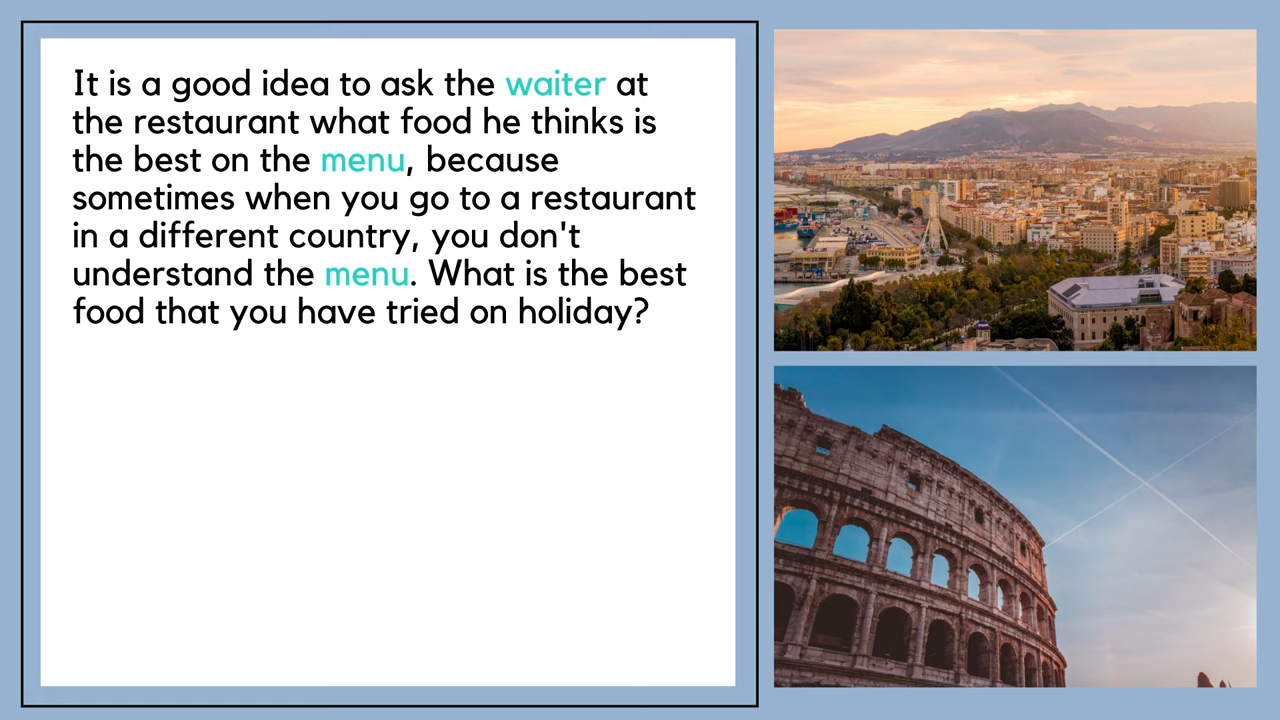 It is a good idea to ask the waiter at
the restaurant what food he thinks is
the best on the menu, because
sometimes when you go to a restaurant
in a different country, you don't
understand the menu. What is the best
food that you have tried on holiday?